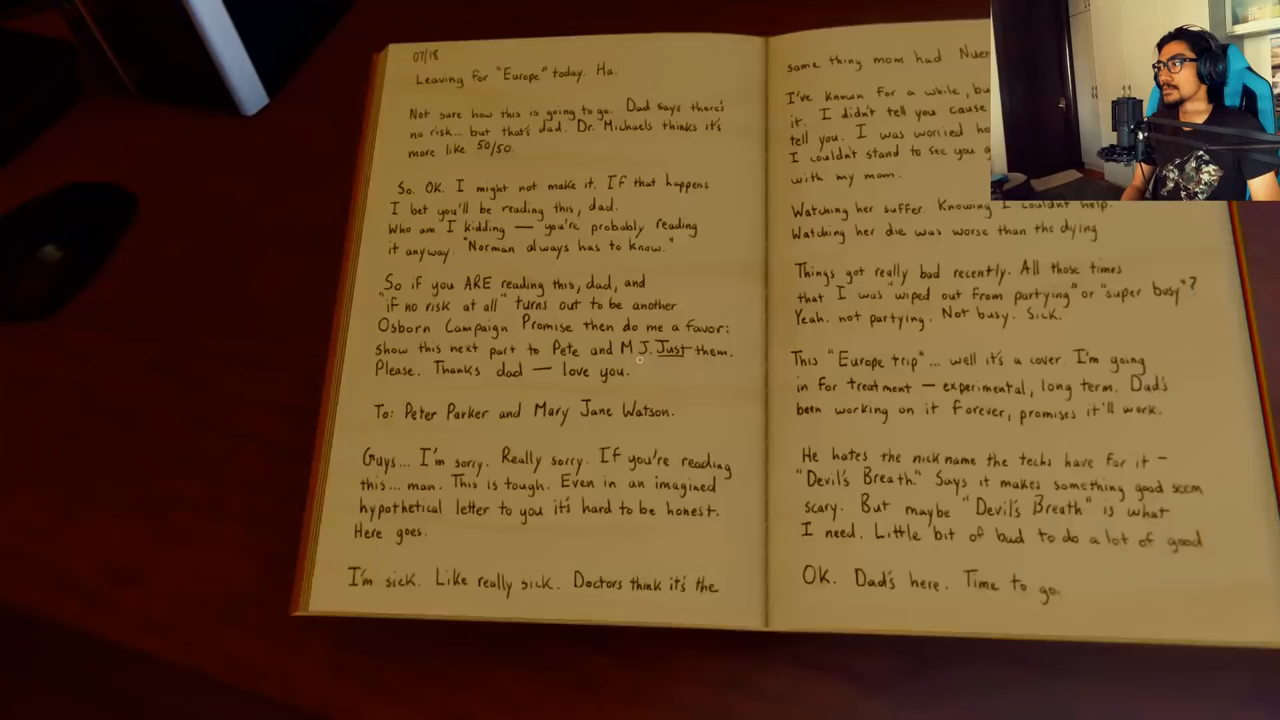 07/18
Leaving for "Europe" today. Ha.
Not sure how this is going to go. Dad says there's
no risk... but that's dad. Dr. Michaels thinks it's
more like 50/50.
So. OK. I might not make it. If that happens
I bet you'll be reading this, dad.
Who am I kidding — you're probably reading
it anyway. "Norman always has to know."
So if you ARE reading this, dad, and
"if no risk at all" turns out to be another
Osborn Campaign Promise then do me a favor:
Show this next part to Pete and MJ. Just them.
Please. Thanks dad — love you.
To: Peter Parker and Mary Jane Watson.
Guys... I'm sorry. Really sorry. If you're reading
this... man. This is tough. Even in an imagined
hypothetical letter to you it's hard to be honest.
Here goes.
I'm sick. Like really sick. Doctors think it's the
same thing mom had
I've known for a while,
it. I didn't tell you cause
tell you. I was worried
I couldn't stand to see you
with my mom.
Watching her suffer. Knowing I couldn't help.
Watching her die was worse than the dying
Things got really bad recently. All those times
that I was "wiped out from partying" or "super busy"?
Yeah. not partying. Not busy. Sick.
This "Europe trip"... well it's a cover. I'm going
in for treatment — experimental, long term. Dad's
been working on it forever, promises it'll work.
He hates the nickname the techs have for it –
"Devil's Breath." Says it makes something good seem
scary. But maybe "Devil's Breath" is what
I need. Little bit of bad to do a lot of good
OK. Dad's here. Time to go.